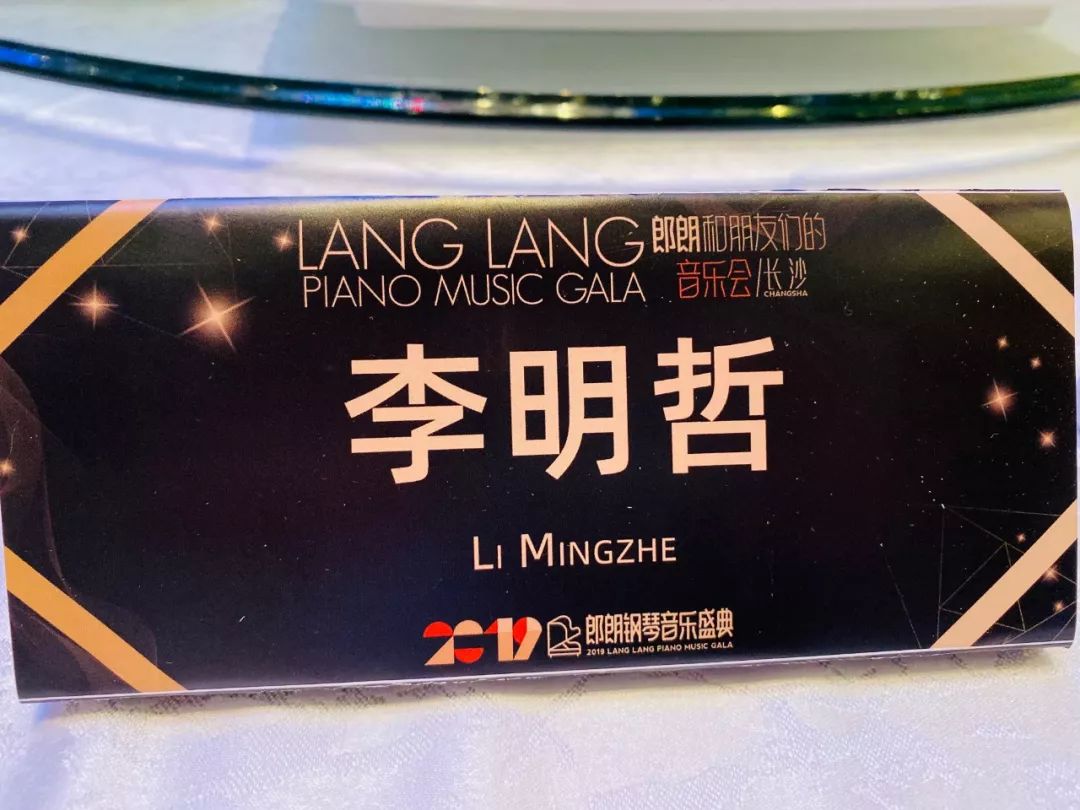 LANG LANG 郎朗和朋友们的
PIANO MUSIC GALA 音乐会/长沙
CHANGSHA
李明哲
LI MINGZHE
2019 郎朗钢琴音乐盛典
2019 LANG LANG PIANO MUSIC GALA